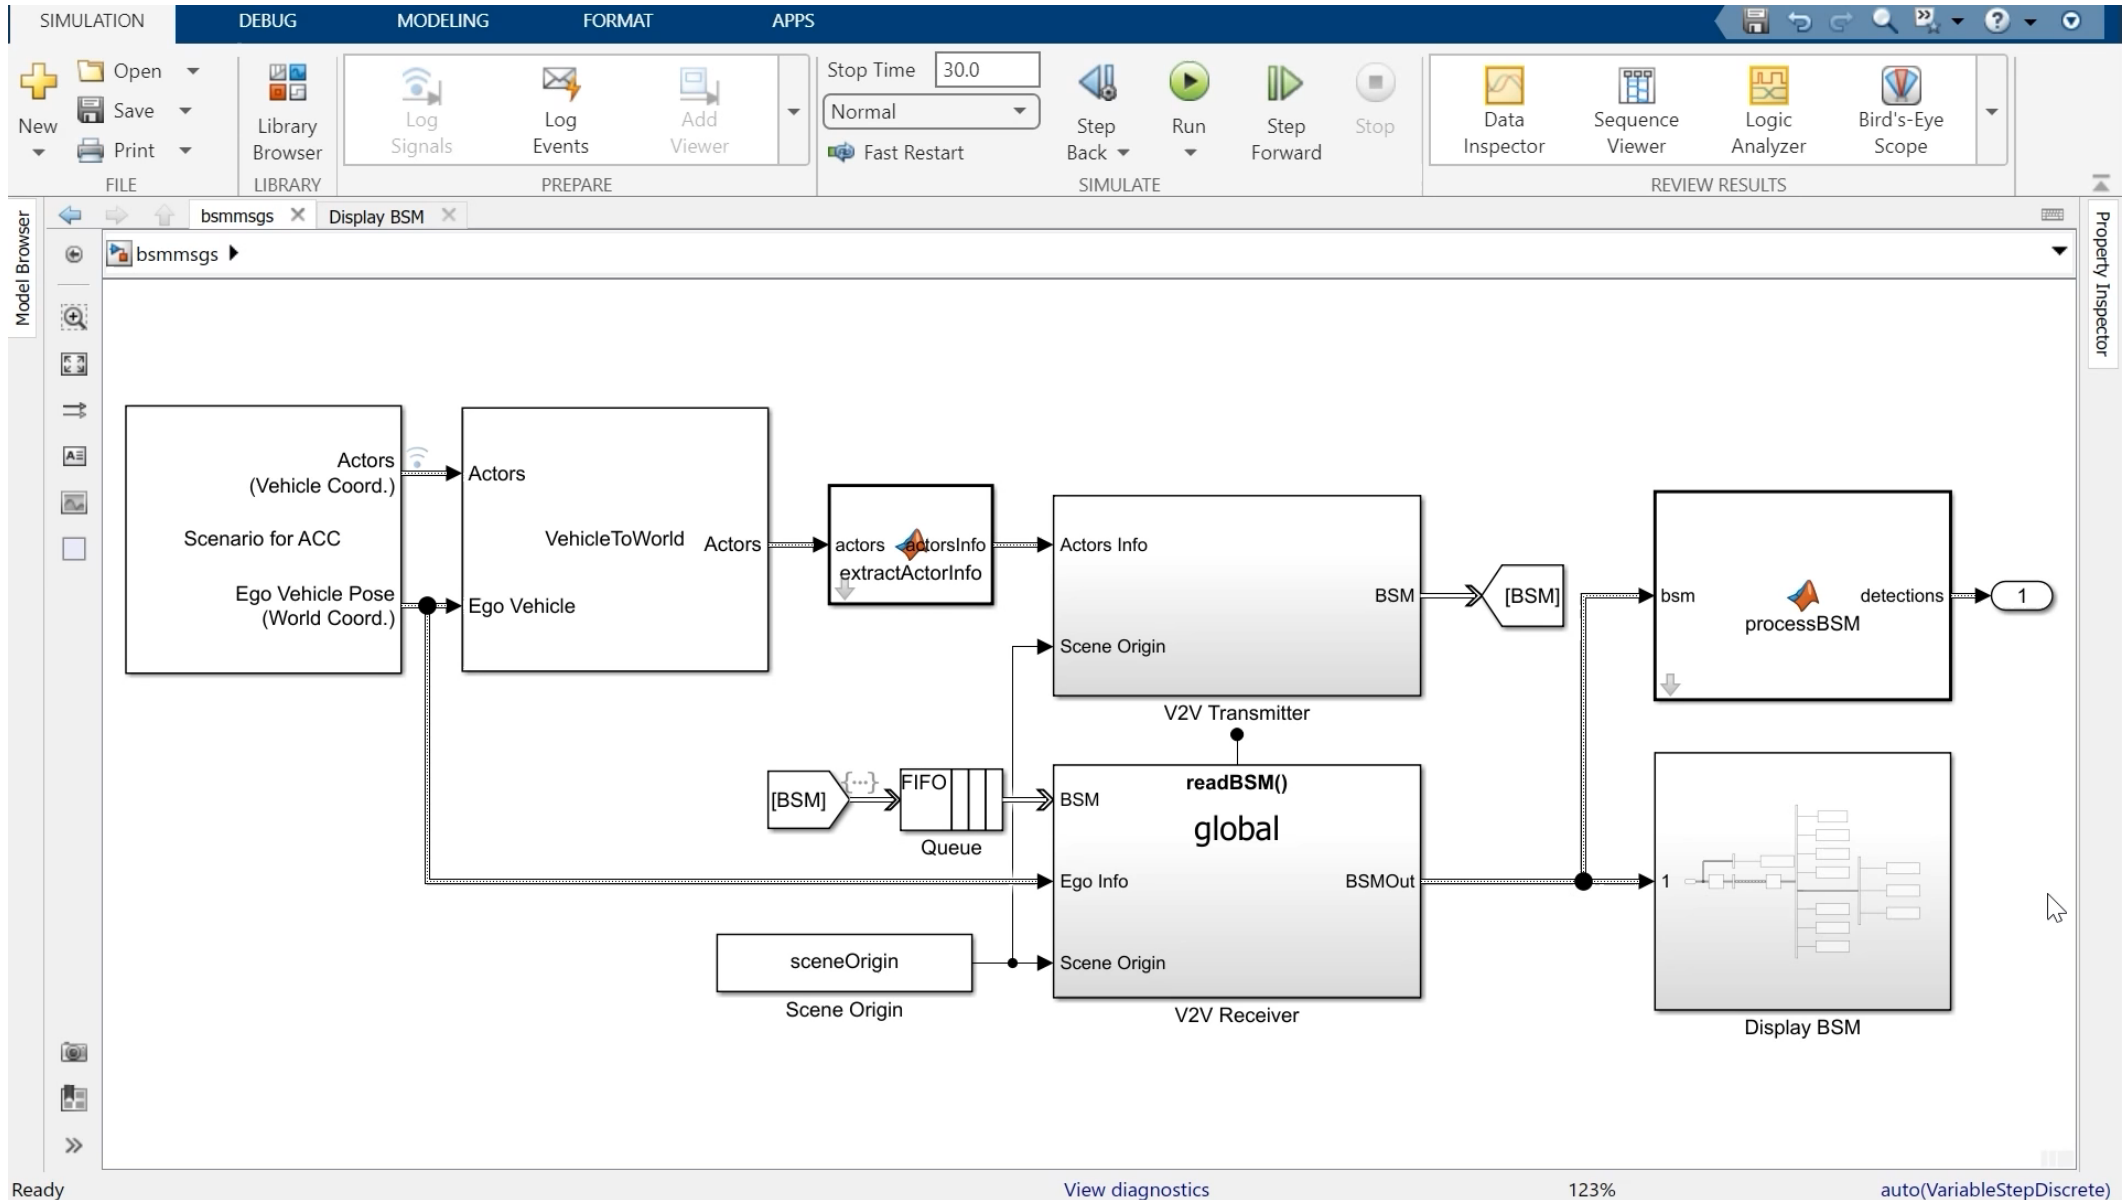 SIMULATION
DEBUG
MODELING
FORMAT
APPS
New
Open
Save
Print
FILE
Library
Browser
LIBRARY
Log
Signals
Log
Events
Add
Viewer
PREPARE
Stop Time
30.0
Normal
Fast Restart
Step
Back
Run
Step
Forward
Stop
SIMULATE
Data
Inspector
Sequence
Viewer
Logic
Analyzer
Bird's-Eye
Scope
REVIEW RESULTS
Model Browser
bsmmsgs
Display BSM
Property Inspector
bsmmsgs
Actors
(Vehicle Coord.)
Scenario for ACC
Ego Vehicle Pose
(World Coord.)
Actors
VehicleToWorld
Actors
Ego Vehicle
actors
actorsInfo
extractActorInfo
Actors Info
BSM
Scene Origin
V2V Transmitter
[BSM]
bsm
detections
processBSM
1
[BSM]
{...}
FIFO
Queue
BSM
readBSM()
global
Ego Info
BSMOut
Scene Origin
V2V Receiver
sceneOrigin
Scene Origin
1
Display BSM
Ready
View diagnostics
123%
auto(VariableStepDiscrete)